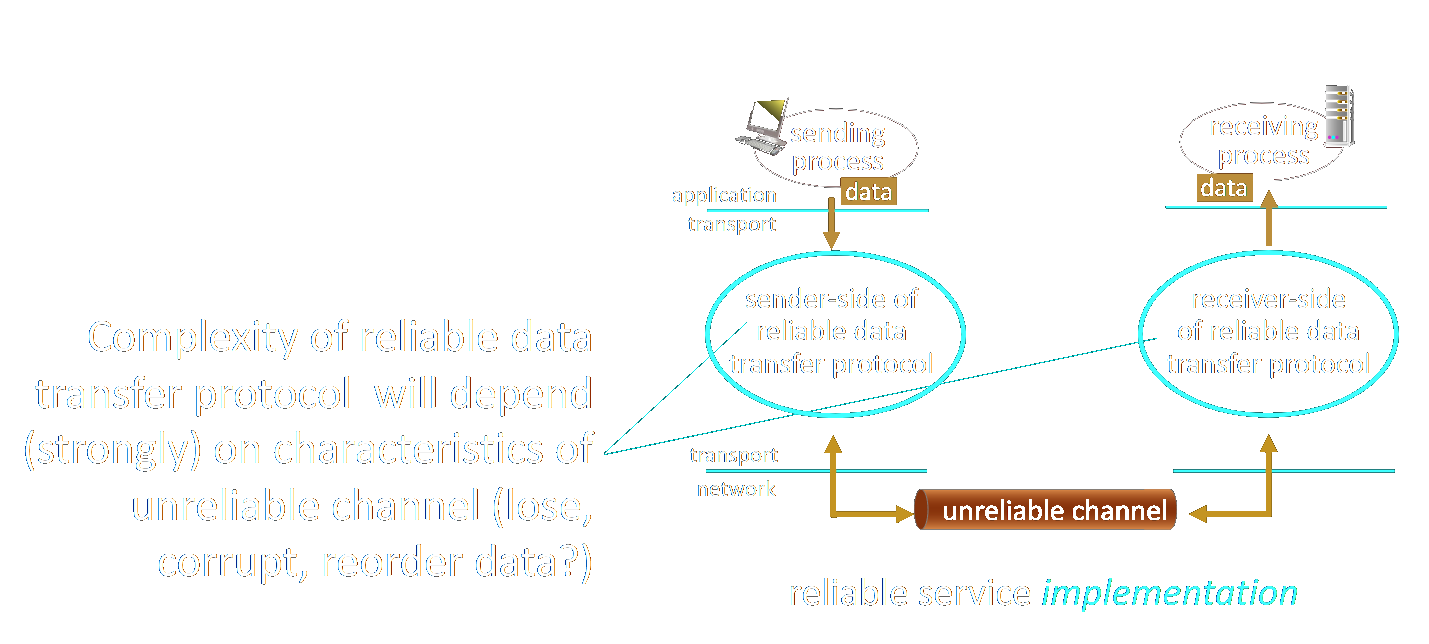 sending
process
data
receiving
process
data
application
transport
sender-side of
reliable data
transfer protocol
receiver-side
of reliable data
transfer protocol
Complexity of reliable data
transfer protocol will depend
(strongly) on characteristics of
unreliable channel (lose,
corrupt, reorder data?)
transport
network
unreliable channel
reliable service implementation